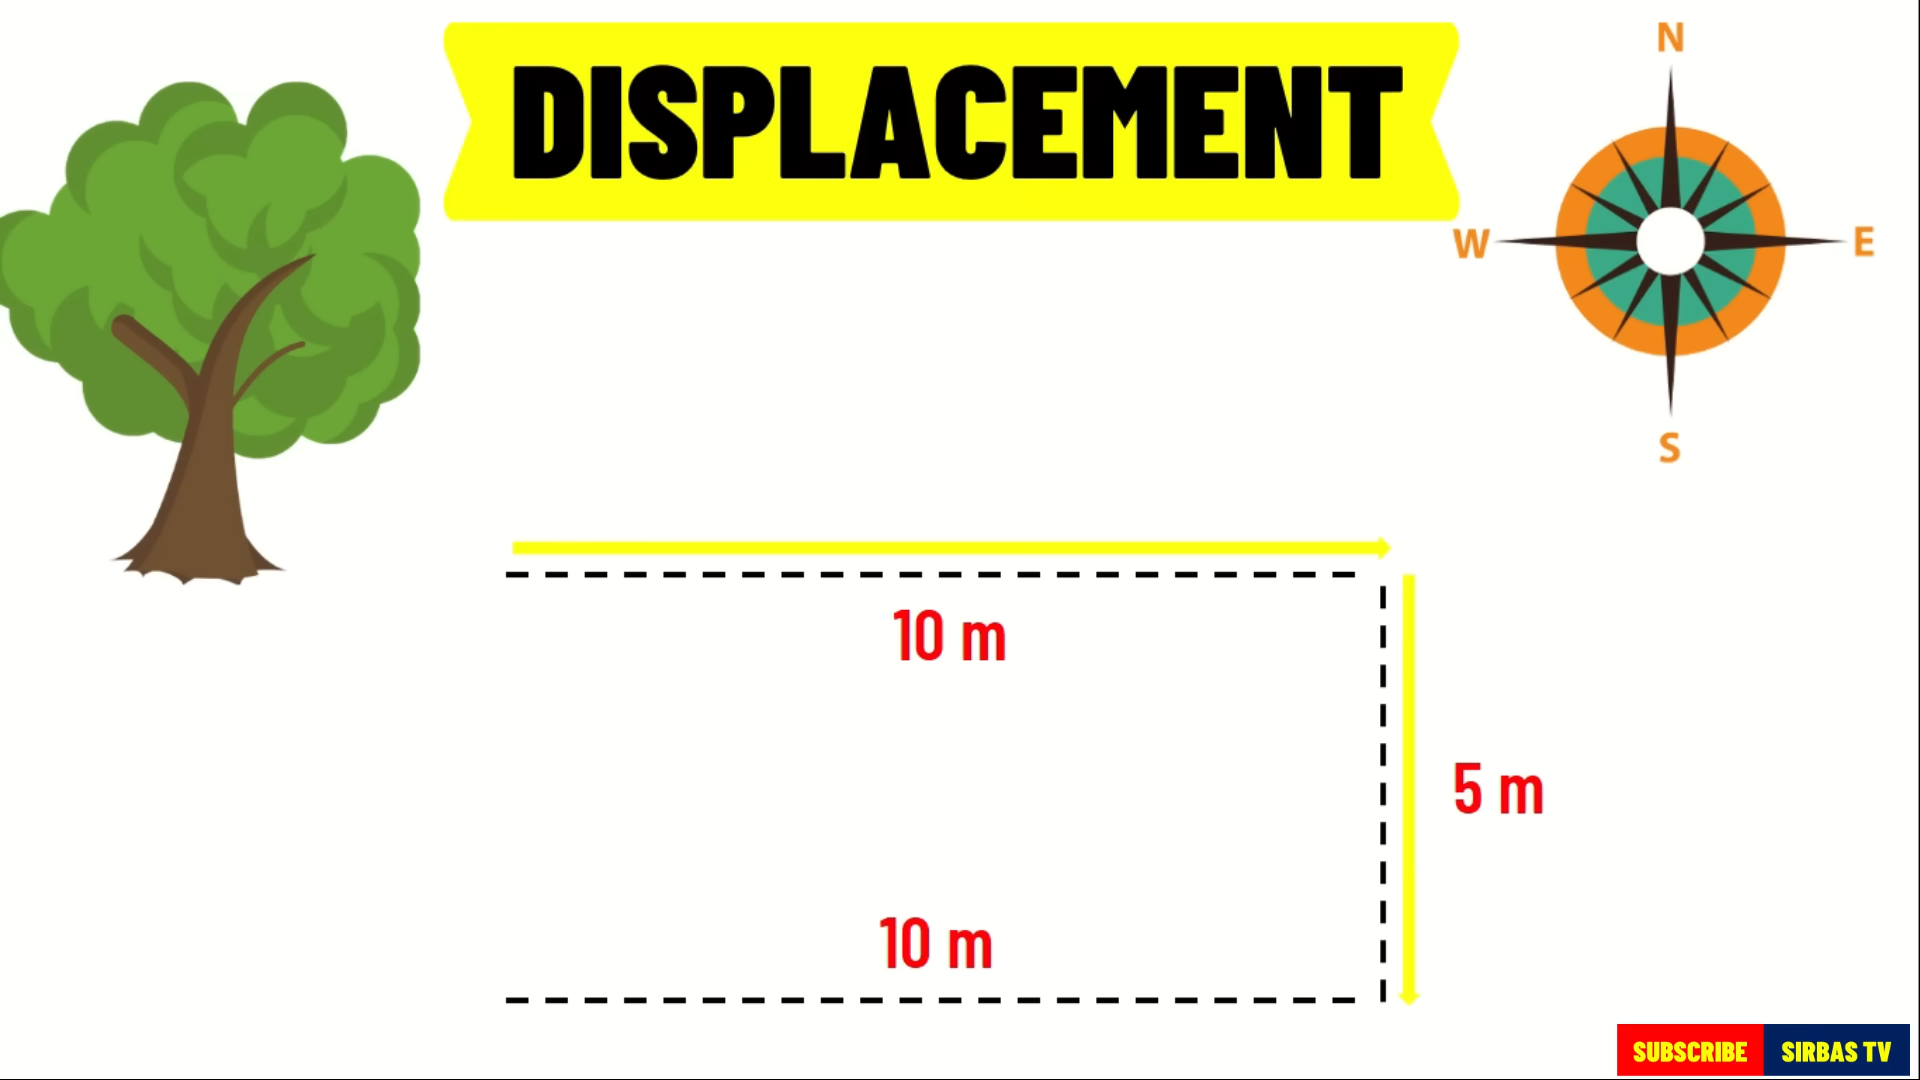 DISPLACEMENT
N
W
E
S
10 m
5 m
10 m
SUBSCRIBE SIRBAS TV